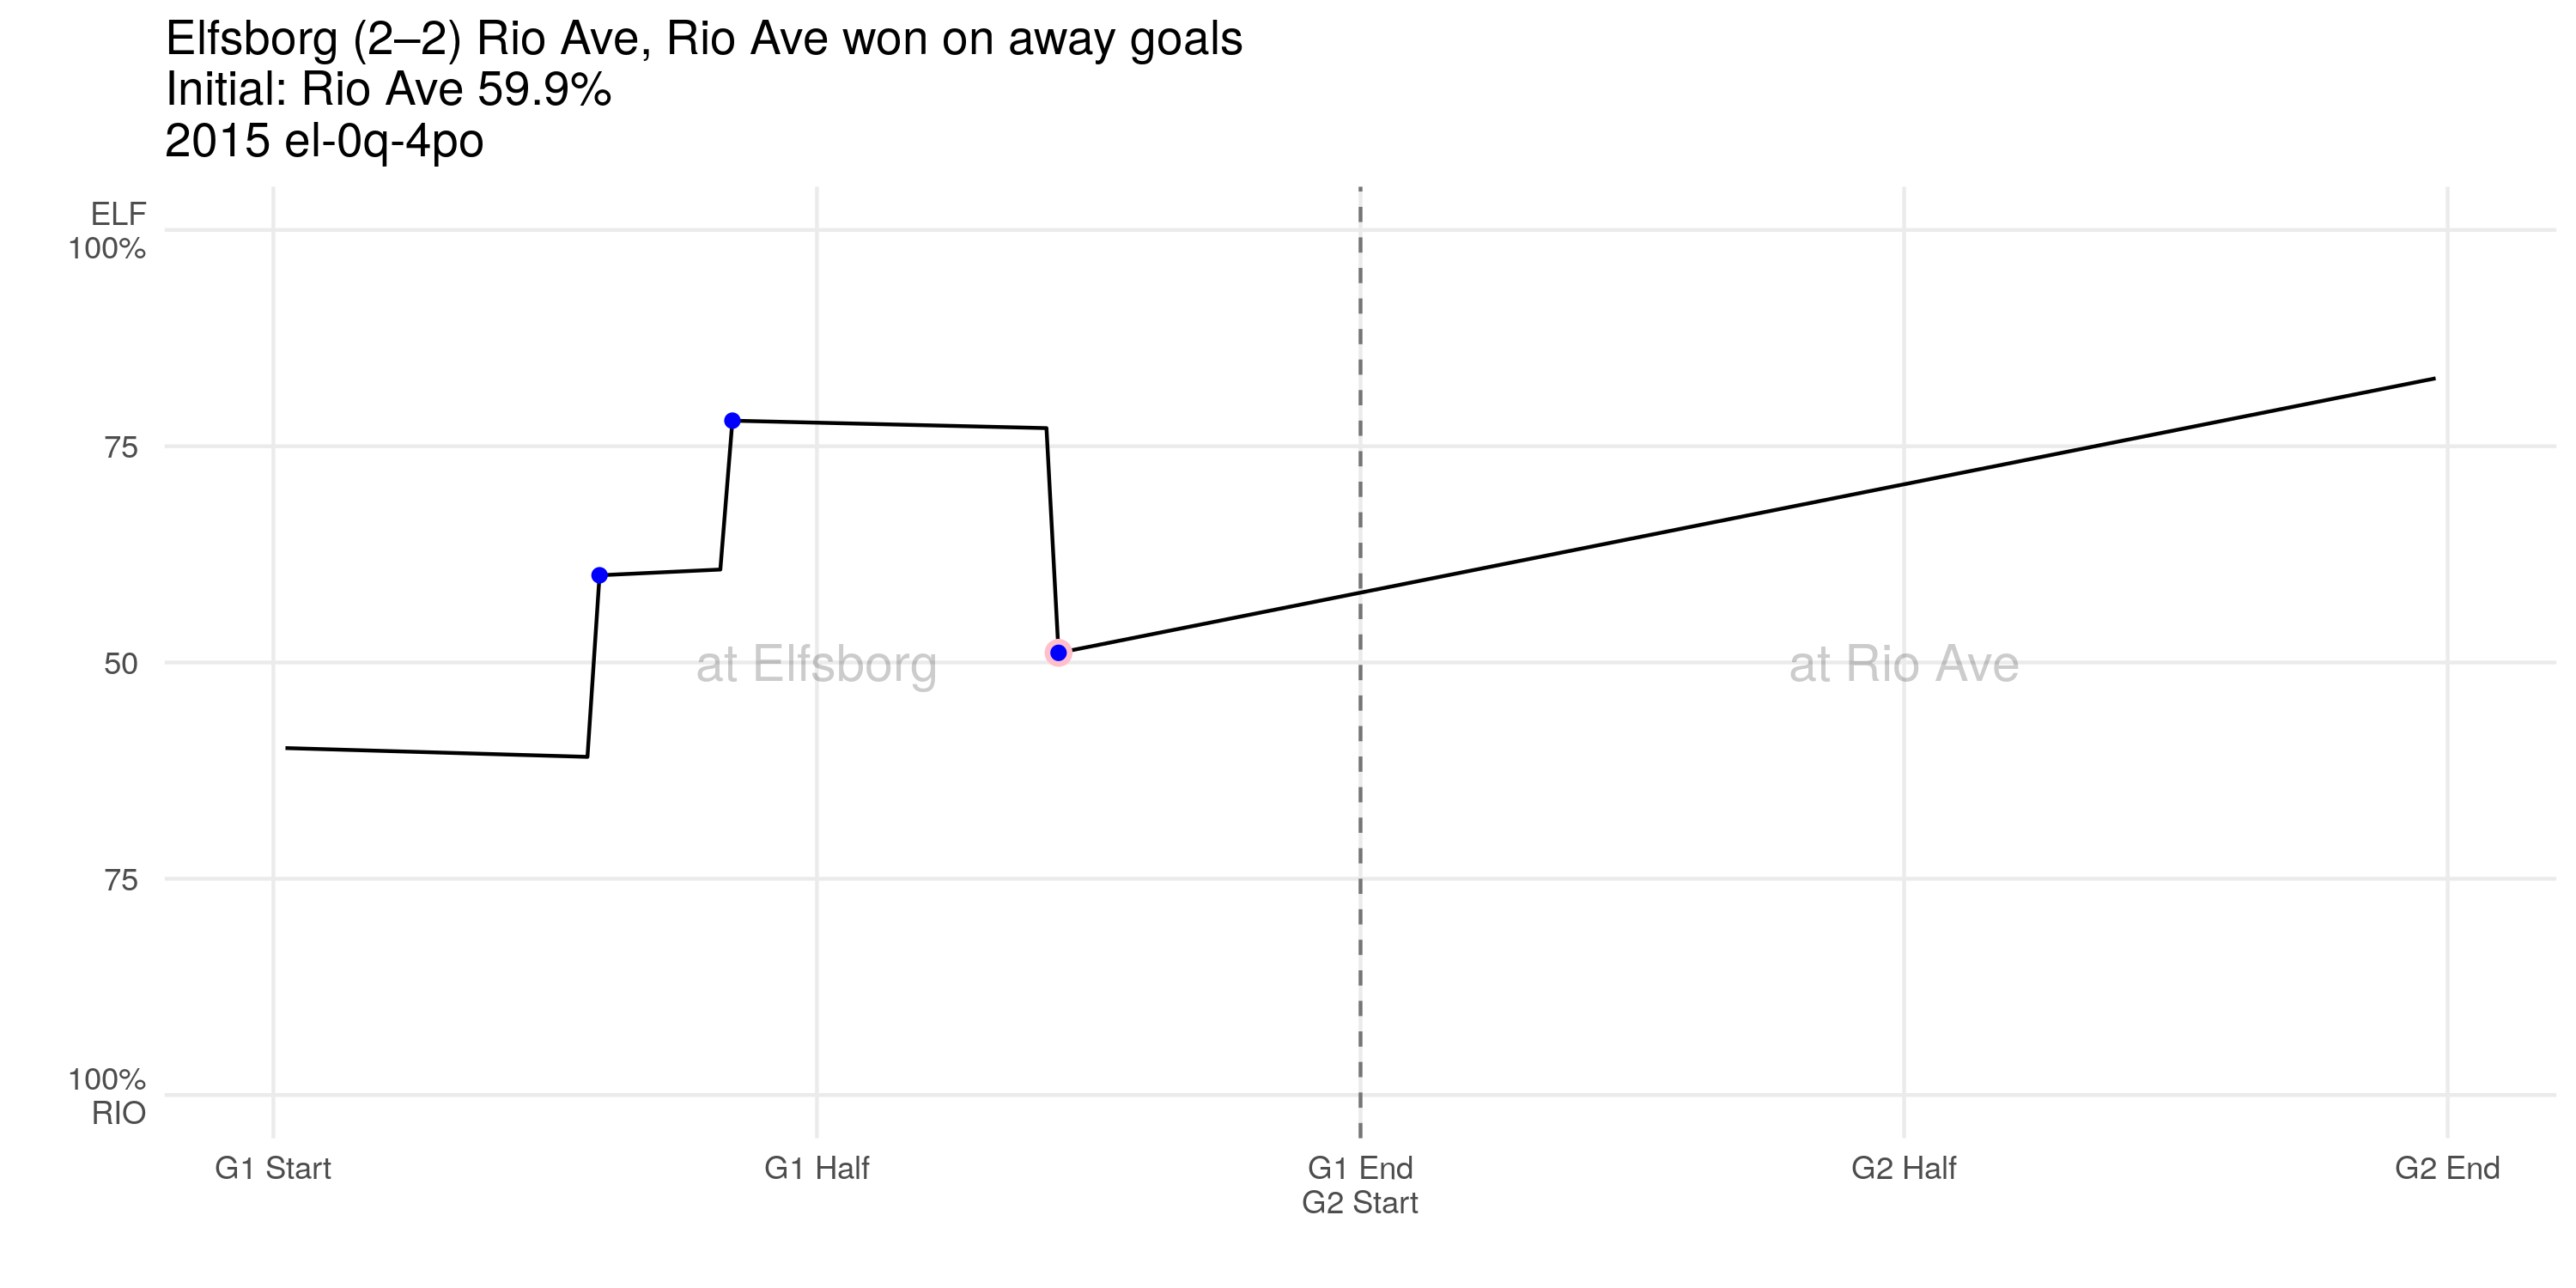 Elfsborg (2–2) Rio Ave, Rio Ave won on away goals
Initial: Rio Ave 59.9%
2015 el-0q-4po
ELF
100%
75
50
75
100%
RIO
at Elfsborg
at Rio Ave
G1 Start
G1 Half
G1 End
G2 Start
G2 Half
G2 End